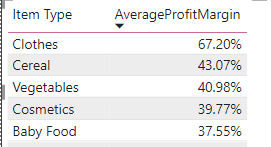 Item Type AverageProfitMargin
Clothes 67.20%
Cereal 43.07%
Vegetables 40.98%
Cosmetics 39.77%
Baby Food 37.55%